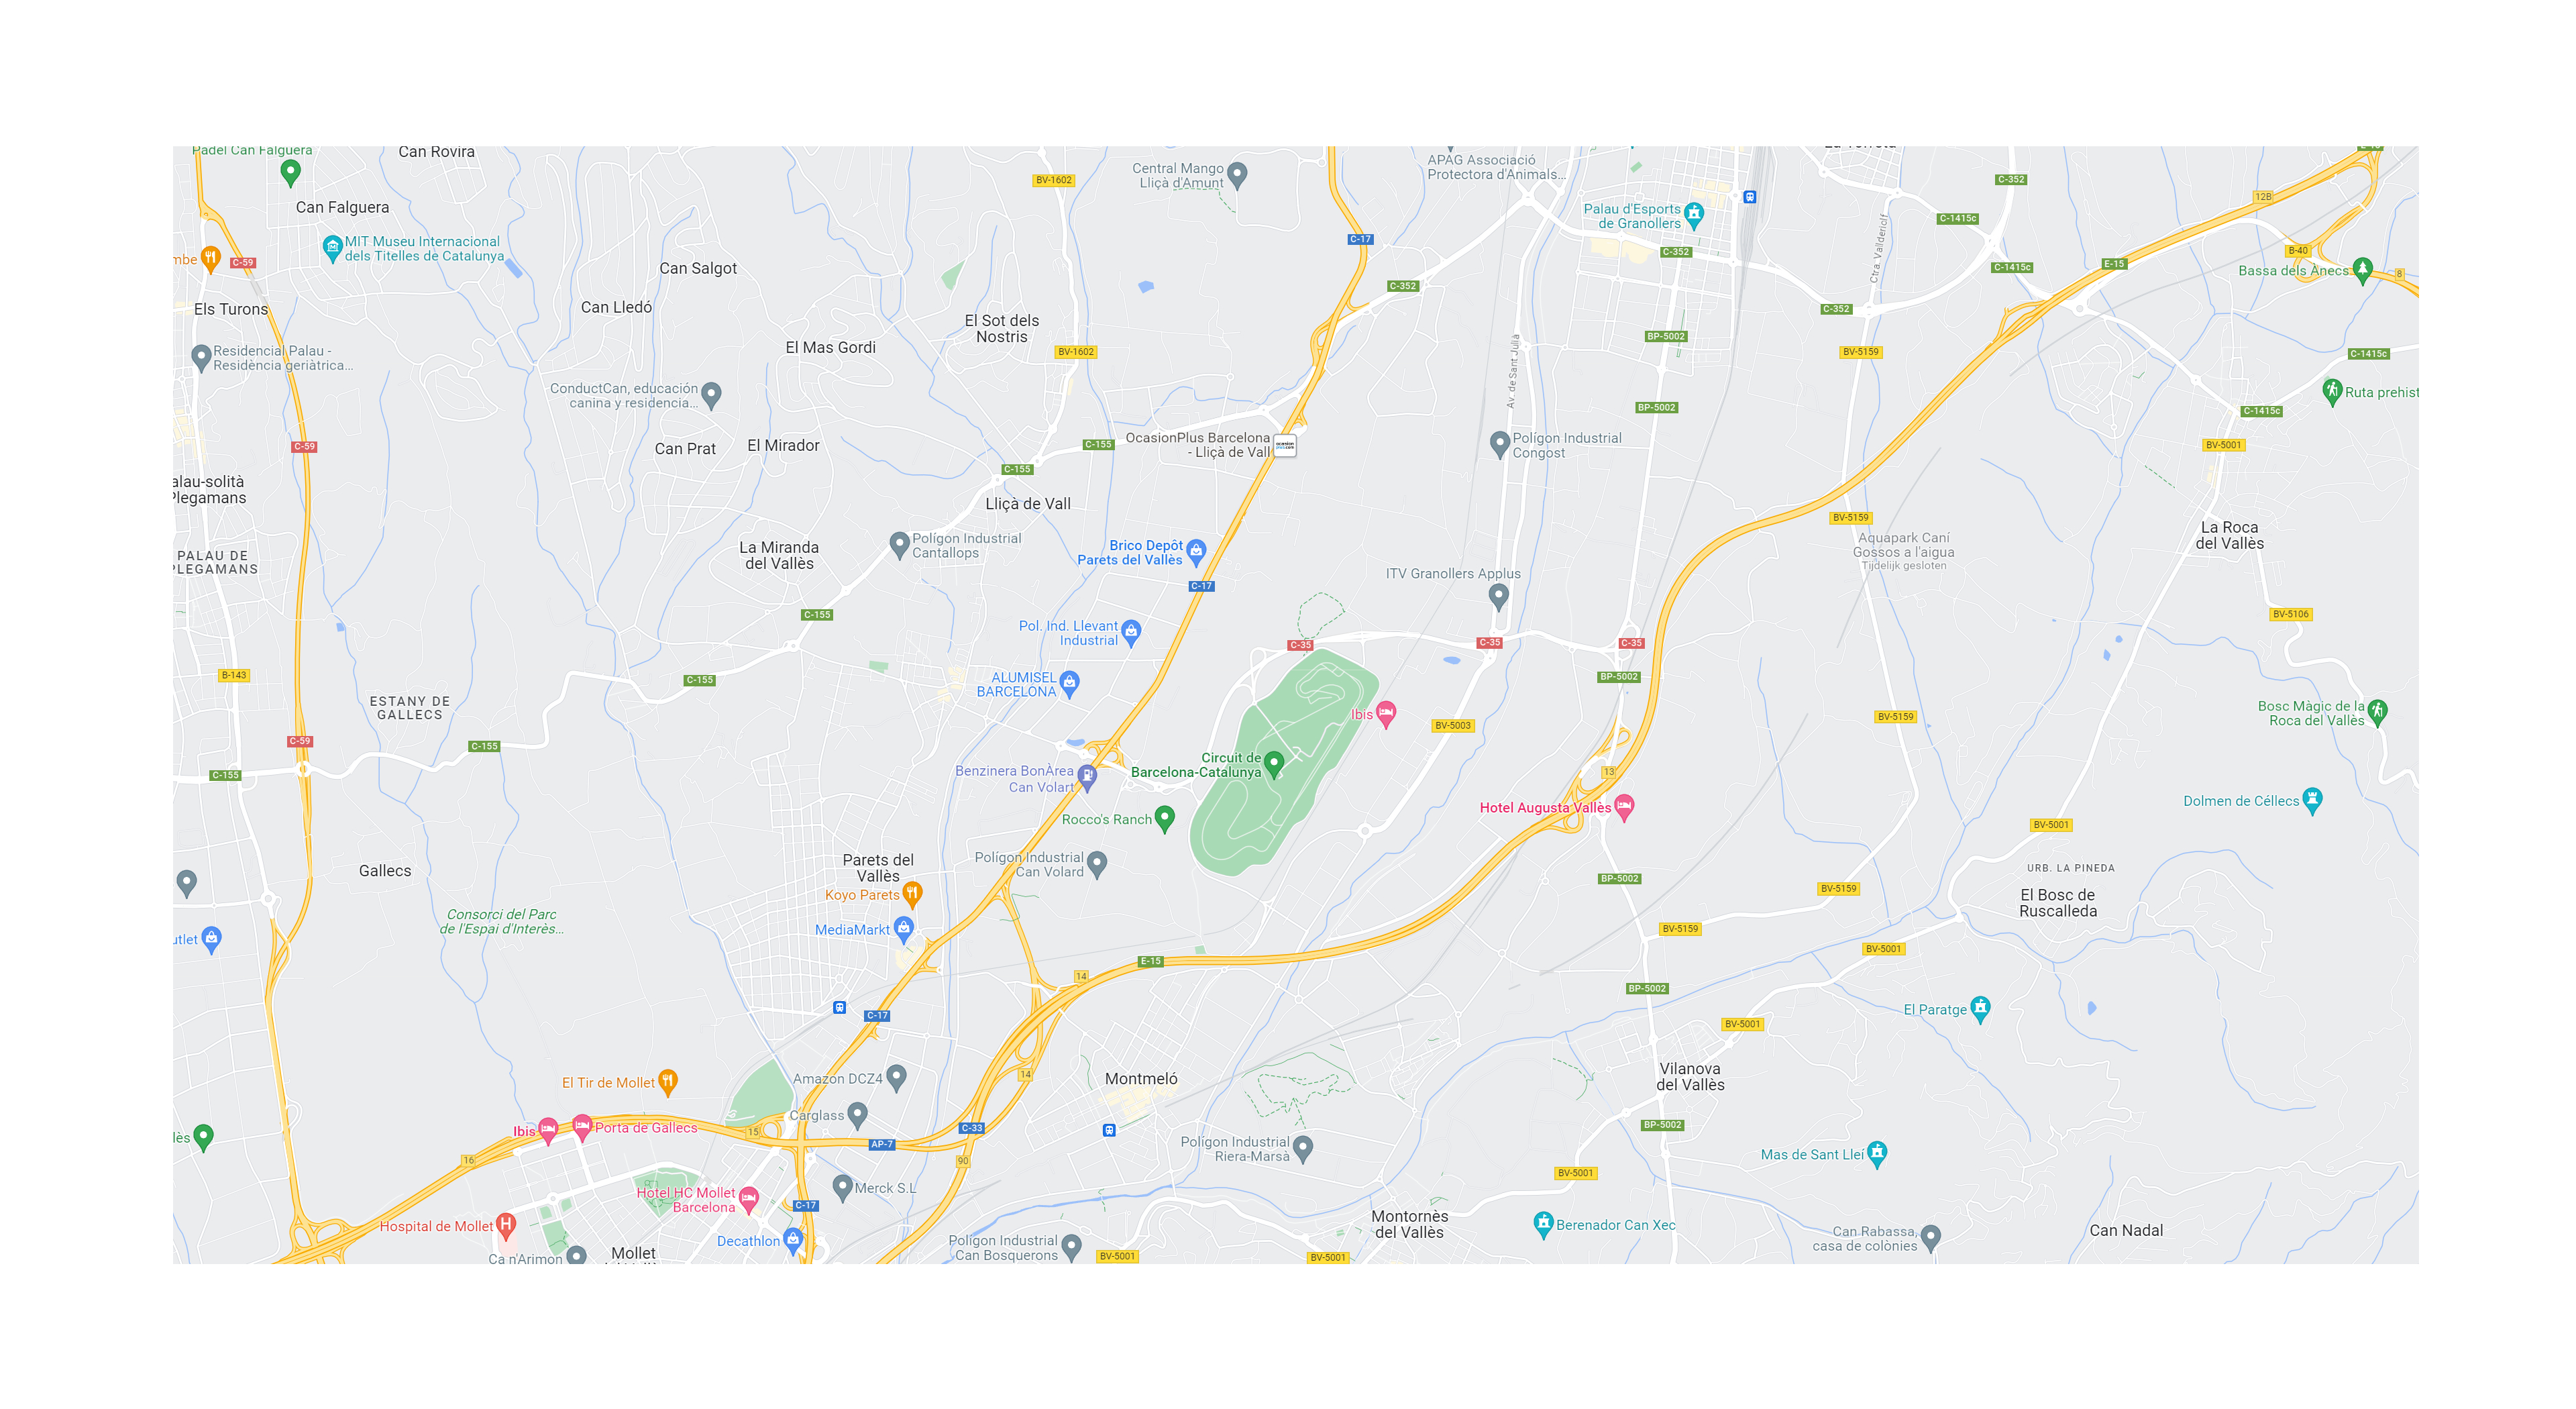 Padel Can Falguera
Can Rovira
BV-1602
Central Mango
Lliçà d'Amunt
APAG Associació
Protectora d'Animals...
C-352
12B
Can Falguera
Palau d'Esports
de Granollers
C-1415c
MIT Museu Internacional
dels Titelles de Catalunya
C-17
C-352
Ctra. Valldeoriolf
B-40
C-59
Can Salgot
C-1415c
E-15
Bassa dels Ànecs
8
Els Turons
Can Lledó
C-352
C-352
El Sot dels
Nostris
BP-5002
El Mas Gordi
BV-1602
BV-5159
C-1415c
Residencial Palau -
Residència geriàtrica...
Av. de Sant Julià
ConductCan, educación
canina y residencia...
BP-5002
Ruta prehist
C-1415c
C-59
Can Prat
El Mirador
C-155
OcasionPlus Barcelona
- Lliçà de Vall
Polígon Industrial
Congost
BV-5001
C-155
alau-solità
Plegamans
Lliçà de Vall
BV-5159
PALAU DE
PLEGAMANS
La Miranda
del Vallès
Polígon Industrial
Cantallops
Brico Depôt
Parets del Vallès
Aquapark Caní
Gossos a l'aigua
Tijdelijk gesloten
La Roca
del Vallès
C-17
ITV Granollers Applus
C-155
BV-5106
Pol. Ind. Llevant
Industrial
C-35
C-35
C-35
B-143
C-155
ALUMISEL
BARCELONA
BP-5002
ESTANY DE
GALLECS
Ibis
BV-5003
BV-5159
Bosc Màgic de la
Roca del Vallès
C-59
C-155
C-155
Benzinera BonÀrea
Can Volart
Circuit de
Barcelona-Catalunya
13
Hotel Augusta Vallès
Dolmen de Céllecs
Rocco's Ranch
BV-5001
Gallecs
Parets del
Vallès
Polígon Industrial
Can Volard
BP-5002
URB. LA PINEDA
Koyo Parets
BV-5159
El Bosc de
Ruscalleda
Consorci del Parc
de l'Espai d'Interès...
utlet
MediaMarkt
BV-5159
BV-5001
E-15
14
BP-5002
C-17
El Paratge
BV-5001
El Tir de Mollet
Amazon DCZ4
14
Montmeló
Vilanova
del Vallès
Carglass
Ibis
Porta de Gallecs
15
C-33
BP-5002
lès
AP-7
Polígon Industrial
Riera-Marsà
16
90
BV-5001
Mas de Sant Lleí
Hotel HC Mollet
Barcelona
Merck S.L
C-17
Hospital de Mollet
Montornès
del Vallès
Berenador Can Xec
Can Rabassa,
casa de colònies
Can Nadal
Decathlon
Polígon Industrial
Can Bosquerons
BV-5001
BV-5001
Ca n'Arimon
Mollet